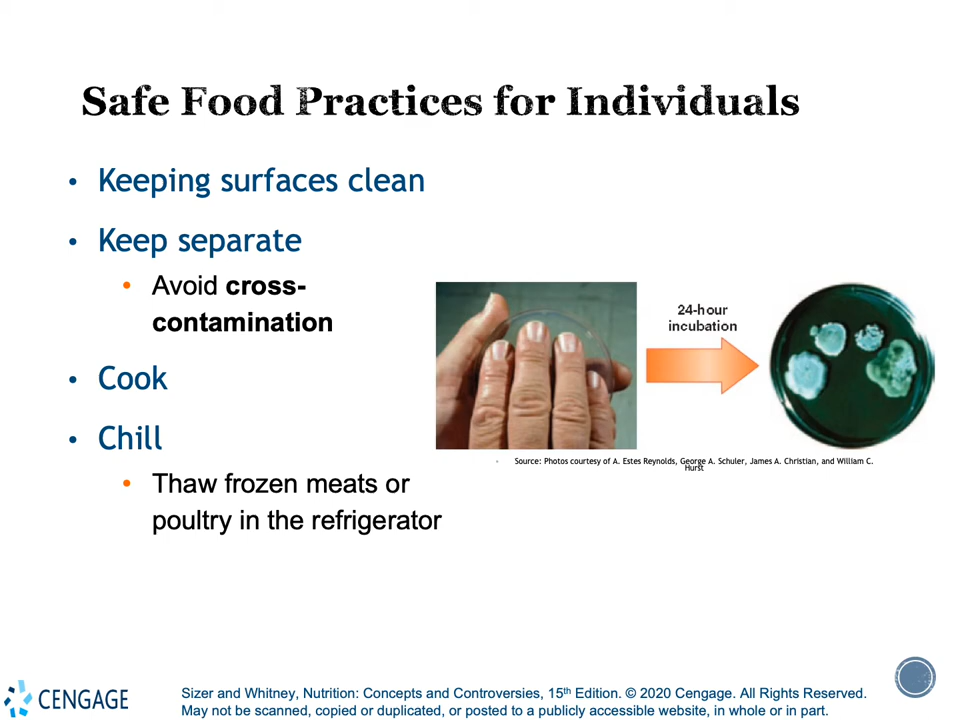 Safe Food Practices for Individuals
• Keeping surfaces clean
• Keep separate
• Avoid cross-
contamination
• Cook
• Chill
• Thaw frozen meats or
poultry in the refrigerator
24-hour
incubation
• Source: Photos courtesy of A. Estes Reynolds, George A. Schuler, James A. Christian, and William C.
Hurst
CENGAGE
Sizer and Whitney, Nutrition: Concepts and Controversies, 15th Edition. © 2020 Cengage. All Rights Reserved.
May not be scanned, copied or duplicated, or posted to a publicly accessible website, in whole or in part.